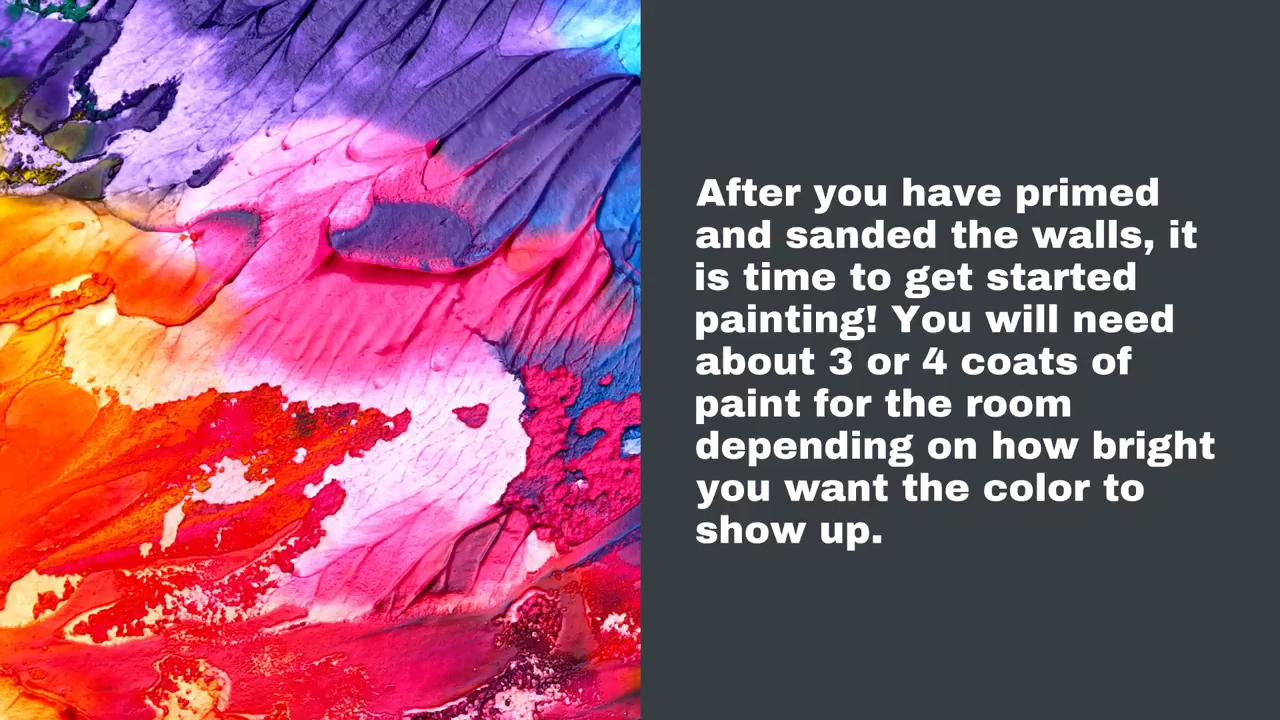 After you have primed
and sanded the walls, it
is time to get started
painting! You will need
about 3 or 4 coats of
paint for the room
depending on how bright
you want the color to
show up.